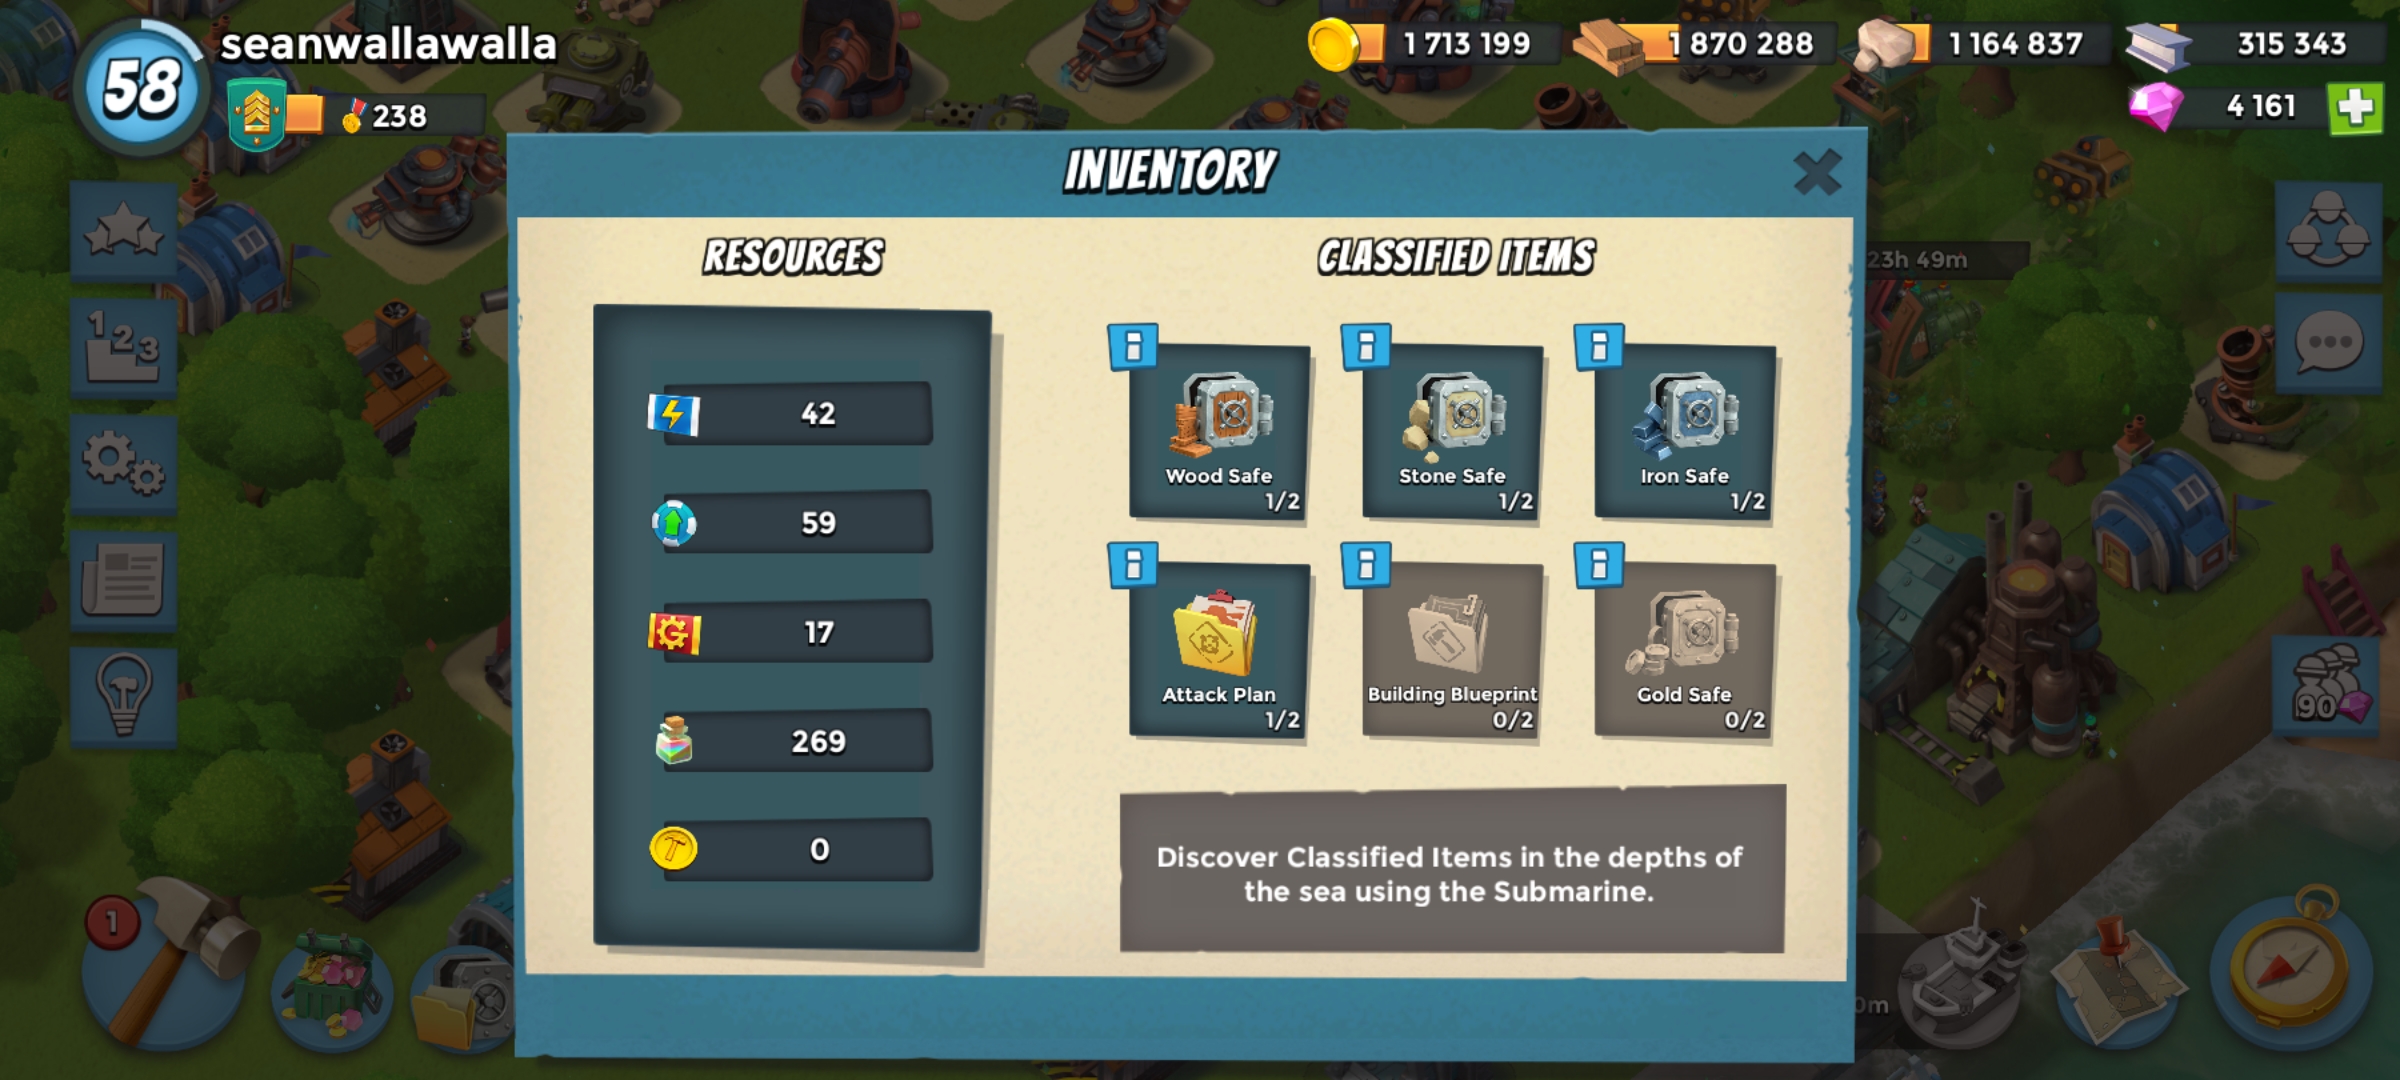 58
seanwallawalla
238
1 713 199
1 870 288
1 164 837
315 343
4 161
INVENTORY
RESOURCES
CLASSIFIED ITEMS
23h 49m
1 2 3
42
59
G
17
269
0
Wood Safe
1/2
Stone Safe
1/2
Iron Safe
1/2
Attack Plan
1/2
Building Blueprint
0/2
Gold Safe
0/2
90
Discover Classified Items in the depths of
the sea using the Submarine.
1